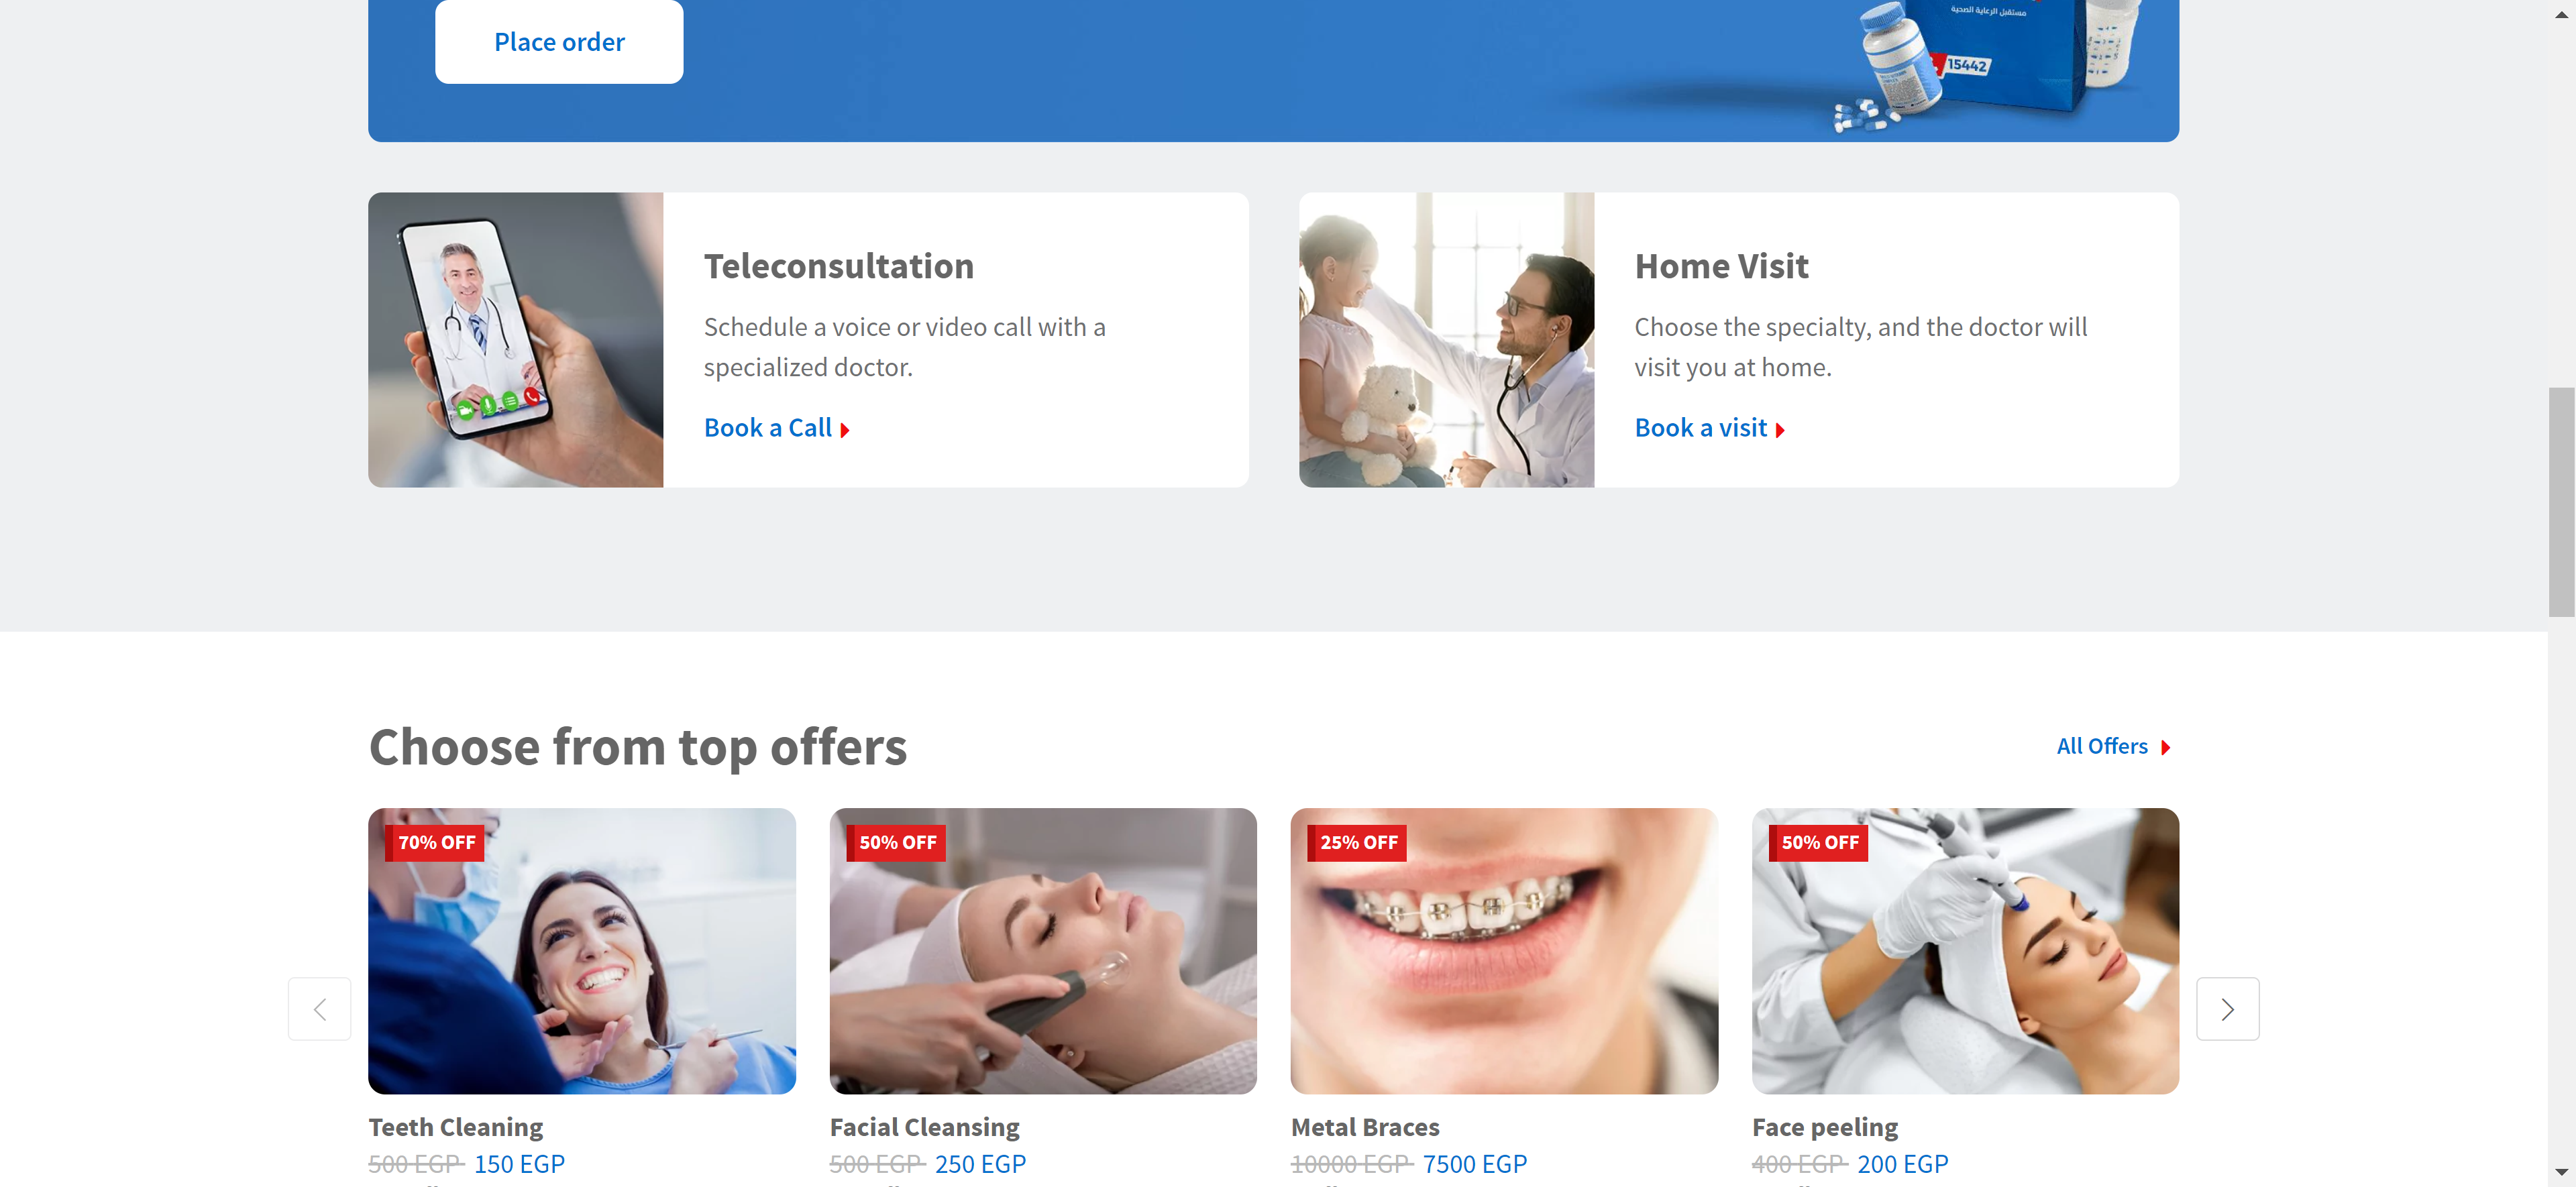 مستقبل الرعاية الصحية
15442
Place order
Teleconsultation
Schedule a voice or video call with a
specialized doctor.
Book a Call
Home Visit
Choose the specialty, and the doctor will
visit you at home.
Book a visit
Choose from top offers
All Offers
70% OFF
50% OFF
25% OFF
50% OFF
Teeth Cleaning
500 EGP 150 EGP
Facial Cleansing
500 EGP 250 EGP
Metal Braces
10000 EGP 7500 EGP
Face peeling
400 EGP 200 EGP